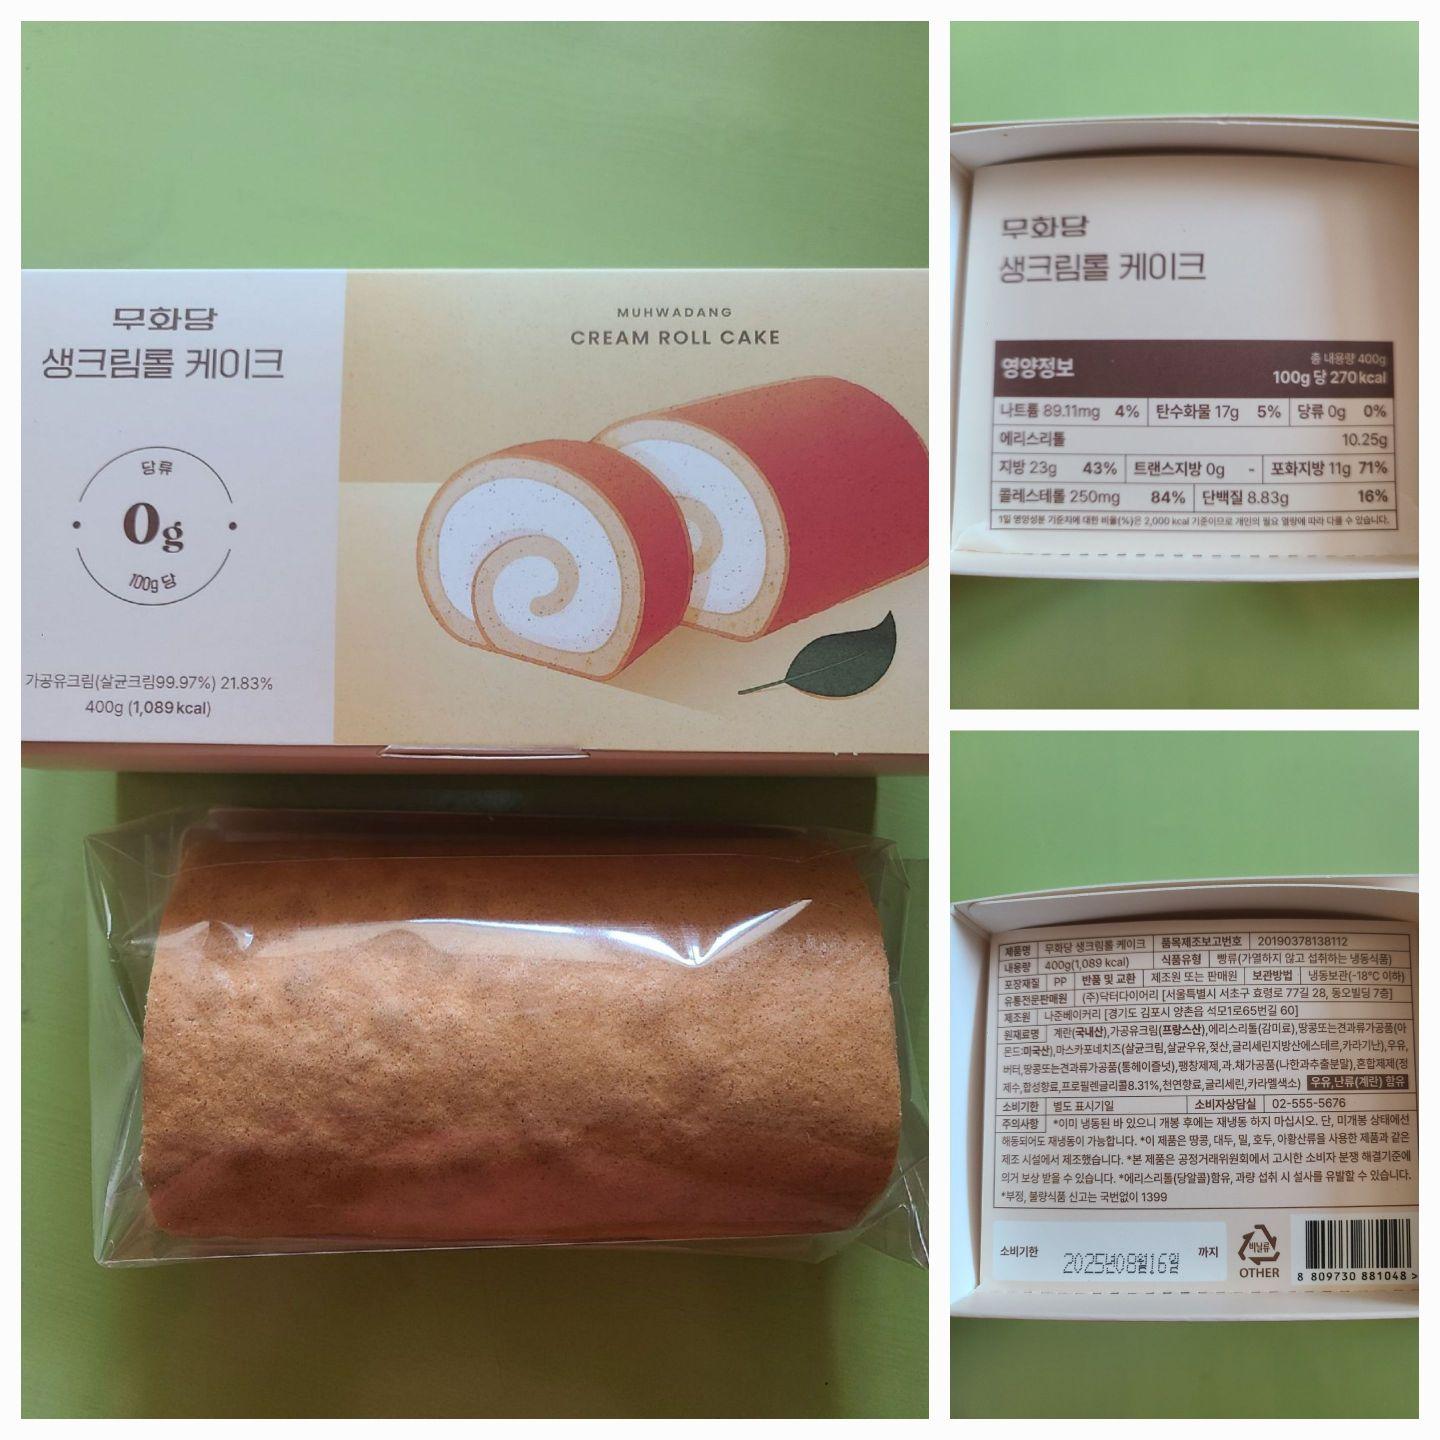 무화당
생크림롤 케이크
당류
0g
100g 당
가공유크림(살균크림99.97%) 21.83%
400g (1,089 kcal)
MUHWADANG
CREAM ROLL CAKE
무화당
생크림롤 케이크
영양정보 총 내용량 400g
100g 당 270 kcal
나트륨 89.11mg 4% 탄수화물 17g 5% 당류 0g 0%
에리스리톨 10.25g
지방 23g 43% 트랜스지방 0g - 포화지방 11g 71%
콜레스테롤 250mg 84% 단백질 8.83g 16%
1일 영양성분 기준치에 대한 비율(%)은 2,000 kcal 기준이므로 개인의 필요 열량에 따라 다를 수 있습니다.
제품명 무화당 생크림롤 케이크 품목제조보고번호 20190378138112
내용량 400g(1,089 kcal) 식품유형 빵류(가열하지 않고 섭취하는 냉동식품)
포장재질 PP 반품 및 교환 제조원 또는 판매원 보관방법 냉동보관(-18°C 이하)
유통전문판매원 (주)닥터다이어리 [서울특별시 서초구 효령로 77길 28, 동오빌딩 7층]
제조원 나준베이커리 [경기도 김포시 양촌읍 석모1로65번길 60]
원재료명 계란(국내산),가공유크림(프랑스산),에리스리톨(감미료),땅콩또는견과류가공품(아
몬드:미국산),마스카포네치즈(살균크림,살균우유,젖산,글리세린지방산에스테르,카라기난),우유,
버터,땅콩또는견과류가공품(통헤이즐넛),팽창제제,과.채가공품(나한과추출분말),혼합제제(정
제수,합성향료,프로필렌글리콜8.31%,천연향료,글리세린,카라멜색소) 우유,난류(계란) 함유
소비기한 별도 표시기일 소비자상담실 02-555-5676
주의사항 *이미 냉동된 바 있으니 개봉 후에는 재냉동 하지 마십시오. 단, 미개봉 상태에선
해동되어도 재냉동이 가능합니다. *이 제품은 땅콩, 대두, 밀, 호두, 아황산류를 사용한 제품과 같은
제조 시설에서 제조했습니다. *본 제품은 공정거래위원회에서 고시한 소비자 분쟁 해결기준에
의거 보상 받을 수 있습니다. *에리스리톨(당알콜)함유, 과량 섭취 시 설사를 유발할 수 있습니다.
*부정, 불량식품 신고는 국번없이 1399
소비기한 2025년08월16일 까지
비닐류
OTHER
8 809730 881048 >